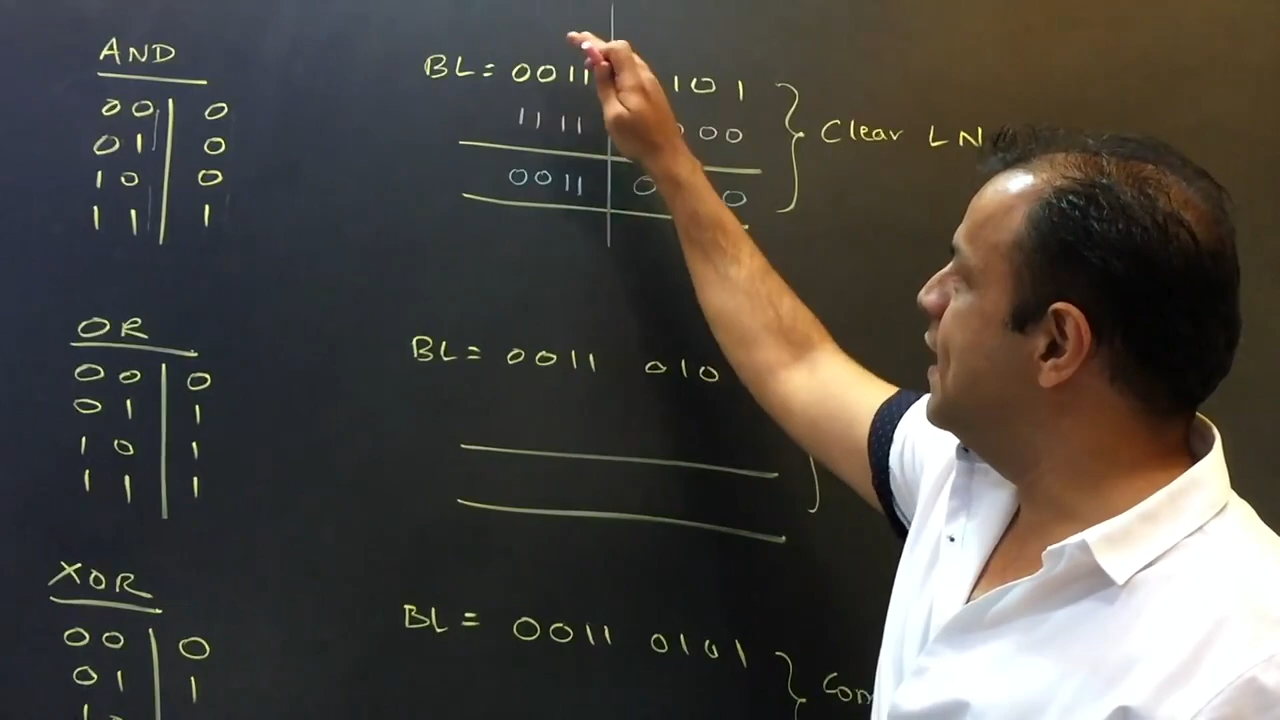 AND
0 0 | 0
0 1 | 0
1 0 | 0
1 1 | 1
BL = 0011 101
1111 00
0011 0 0
Clear LN
OR
0 0 | 0
0 1 | 1
1 0 | 1
1 1 | 1
BL = 0011 010
XOR
0 0 | 0
0 1 | 1
BL = 0011 0101